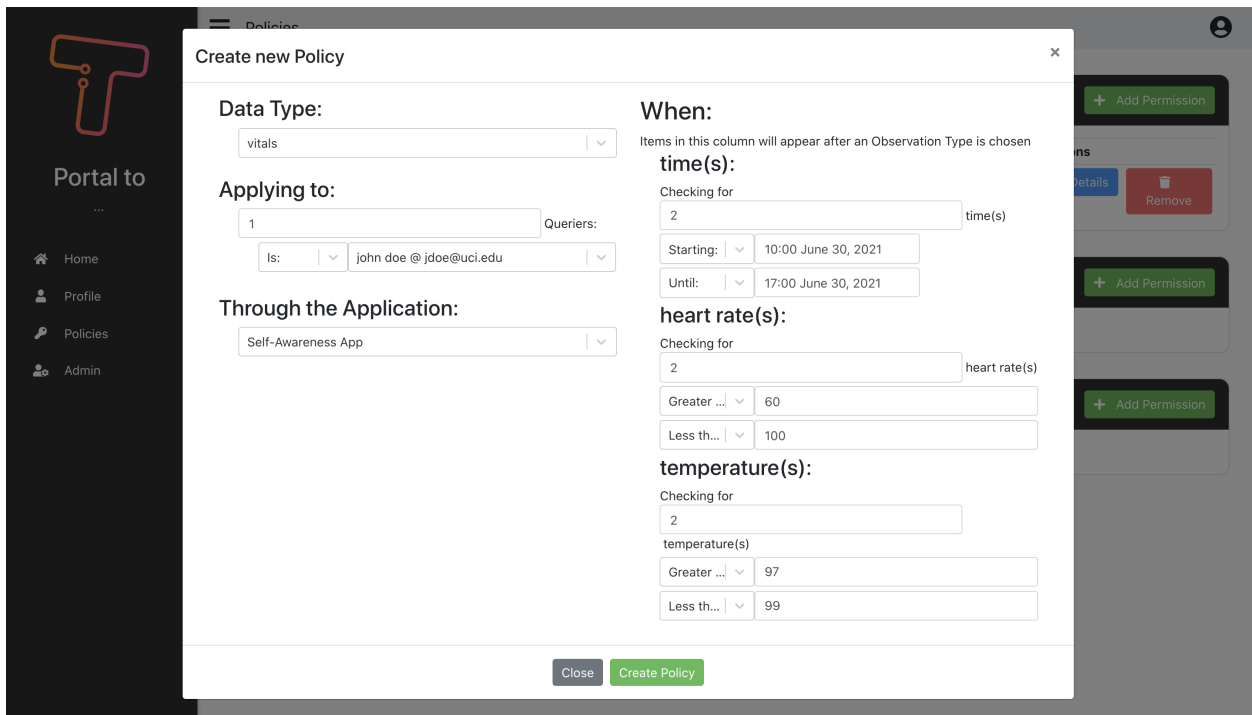 Policies
Create new Policy
×
Data Type:
vitals
Applying to:
1
Queriers:
Is:
john doe @ jdoe@uci.edu
Through the Application:
Self-Awareness App
When:
Items in this column will appear after an Observation Type is chosen
time(s):
Checking for
2
time(s)
Starting:
10:00 June 30, 2021
Until:
17:00 June 30, 2021
heart rate(s):
Checking for
2
heart rate(s)
Greater ...
60
Less th...
100
temperature(s):
Checking for
2
temperature(s)
Greater ...
97
Less th...
99
Close
Create Policy
Portal to
...
Home
Profile
Policies
Admin
+ Add Permission
Details
Remove
+ Add Permission
+ Add Permission